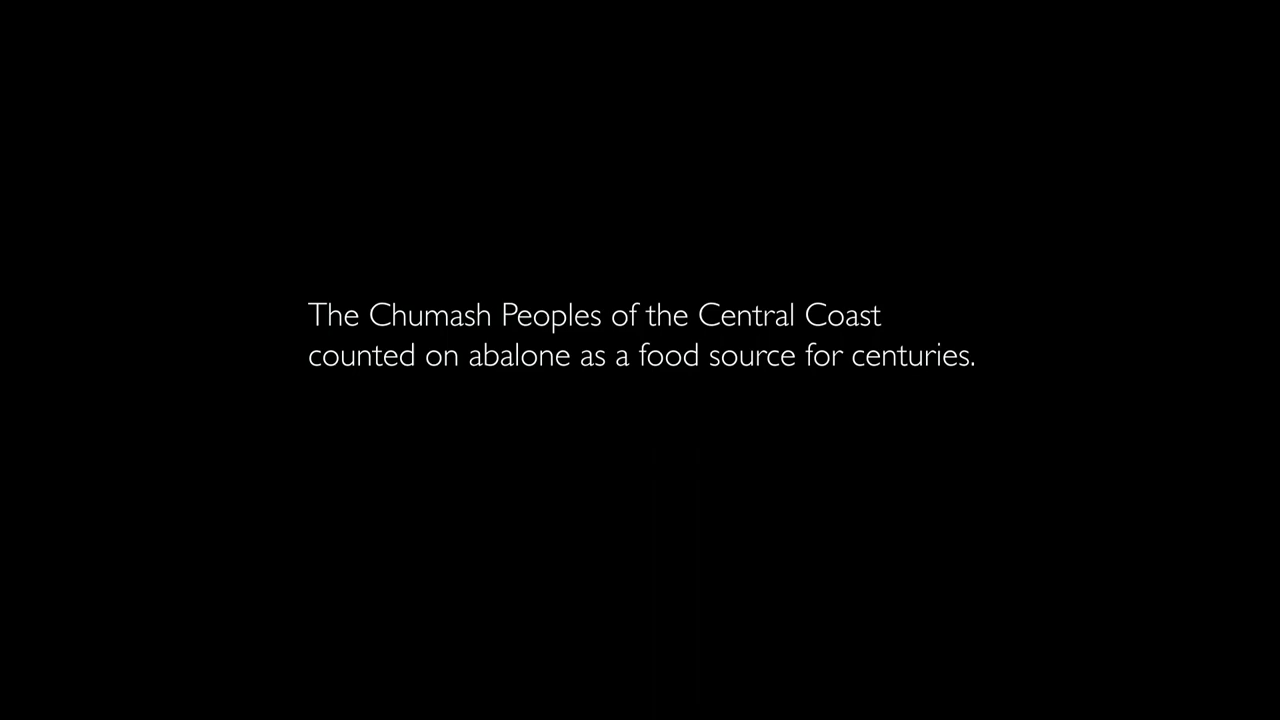 The Chumash Peoples of the Central Coast
counted on abalone as a food source for centuries.